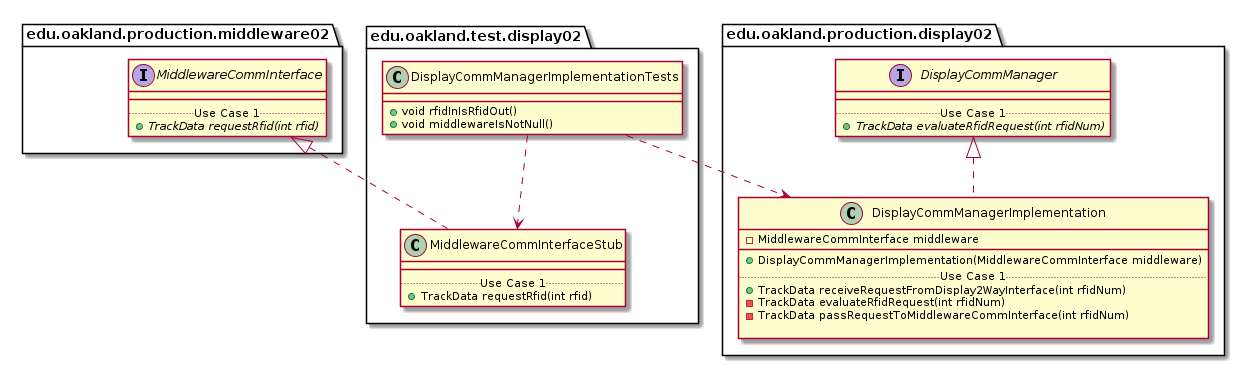 edu.oakland.production.middleware02
I MiddlewareCommInterface
Use Case 1
TrackData requestRfid(int rfid)
edu.oakland.test.display02
C DisplayCommManagerImplementationTests
void rfidInIsRfidOut()
void middlewareIsNotNull()
C MiddlewareCommInterfaceStub
Use Case 1
TrackData requestRfid(int rfid)
edu.oakland.production.display02
I DisplayCommManager
Use Case 1
TrackData evaluateRfidRequest(int rfidNum)
C DisplayCommManagerImplementation
MiddlewareCommInterface middleware
DisplayCommManagerImplementation(MiddlewareCommInterface middleware)
Use Case 1
TrackData receiveRequestFromDisplay2WayInterface(int rfidNum)
TrackData evaluateRfidRequest(int rfidNum)
TrackData passRequestToMiddlewareCommInterface(int rfidNum)